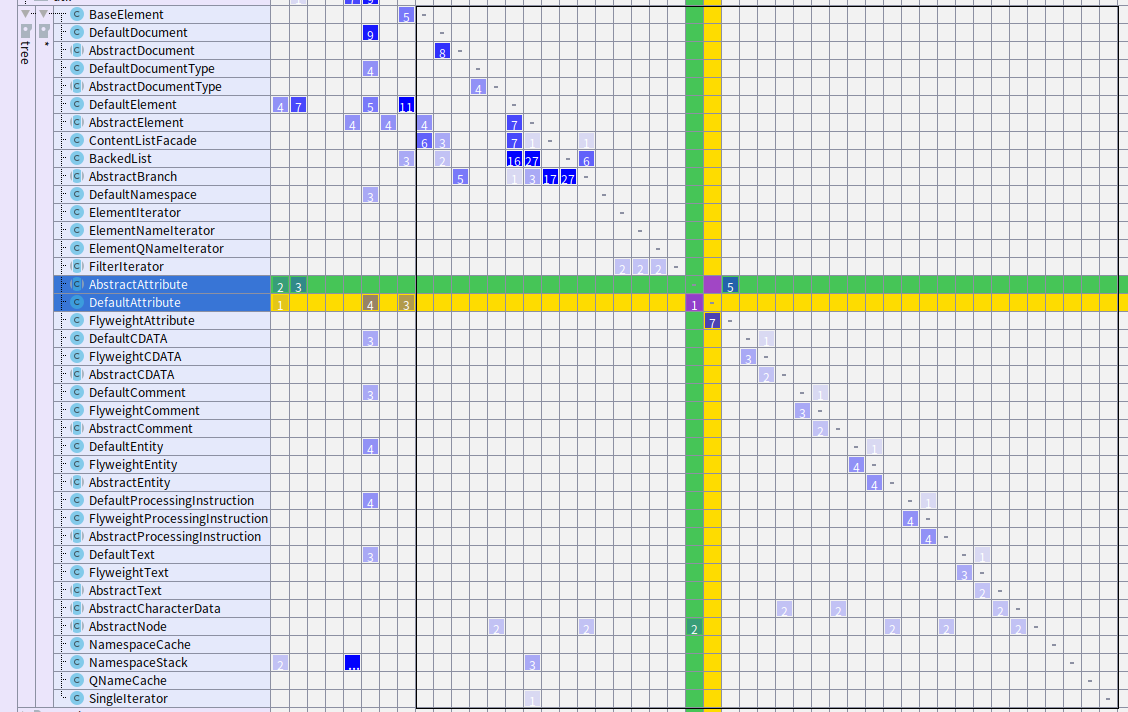 tree
*
BaseElement 5 -
DefaultDocument 9 -
AbstractDocument 8 -
DefaultDocumentType 4 -
AbstractDocumentType 4 -
DefaultElement 4 7 5 11 -
AbstractElement 4 4 4 7
ContentListFacade 6 3 7 1 - 1
BackedList 3 2 16 27 - 6
AbstractBranch 5 1 3 17 27 -
DefaultNamespace 3 -
ElementIterator -
ElementNameIterator -
ElementQNameIterator -
FilterIterator 2 2 2 -
AbstractAttribute 2 3 5
DefaultAttribute 1 4 3 1 -
FlyweightAttribute 7 -
DefaultCDATA 3 - 1
FlyweightCDATA 3 -
AbstractCDATA 2 -
DefaultComment 3 - 1
FlyweightComment 3 -
AbstractComment 2 -
DefaultEntity 4 - 1
FlyweightEntity 4 -
AbstractEntity 4 -
DefaultProcessingInstruction 4 - 1
FlyweightProcessingInstruction 4 -
AbstractProcessingInstruction 4 -
DefaultText 3 - 1
FlyweightText 3 -
AbstractText 2 -
AbstractCharacterData 2 2 2 -
AbstractNode 2 2 2 2 2 2 -
NamespaceCache -
NamespaceStack 2 ... 3 -
QNameCache -
SingleIterator 1 -